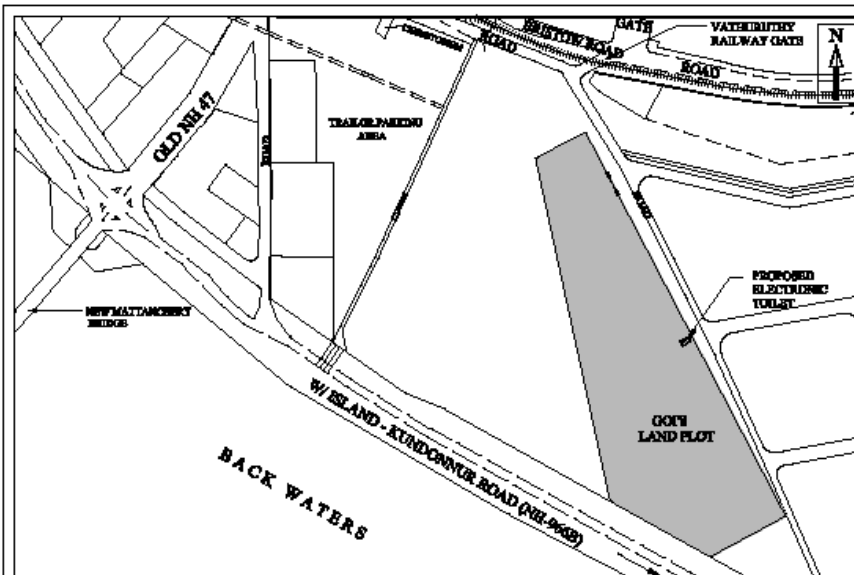 BRISTOW ROAD
GATE
VATHURUTHY
RAILWAY GATE
N
ROAD
ROAD
OLD NH 47
TRAILOR PARKING
AREA
ROAD
ROAD
PROPOSED
ELECTRONIC
TOILET
NEW MATTANCHERY
BRIDGE
LAND PLOT
W/ ISLAND - KUNDONNUR ROAD (NH-966B)
BACK WATERS